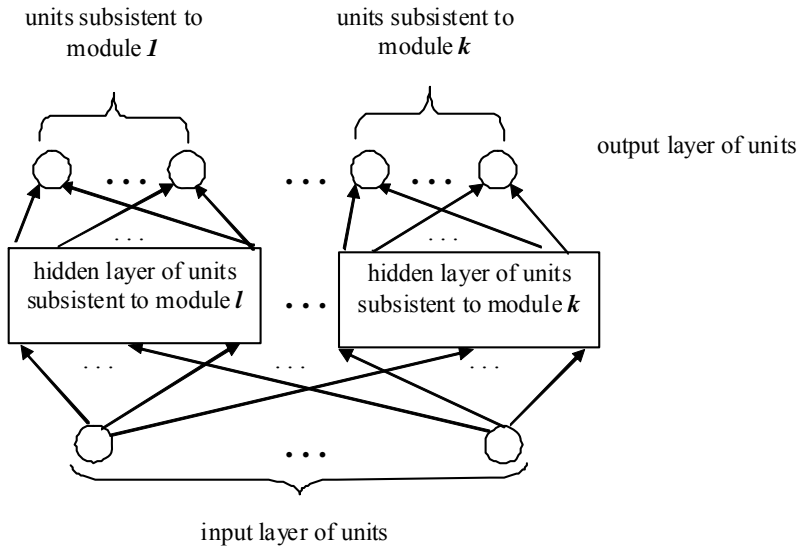 units subsistent to
module 1
units subsistent to
module k
output layer of units
hidden layer of units
subsistent to module l
hidden layer of units
subsistent to module k
input layer of units